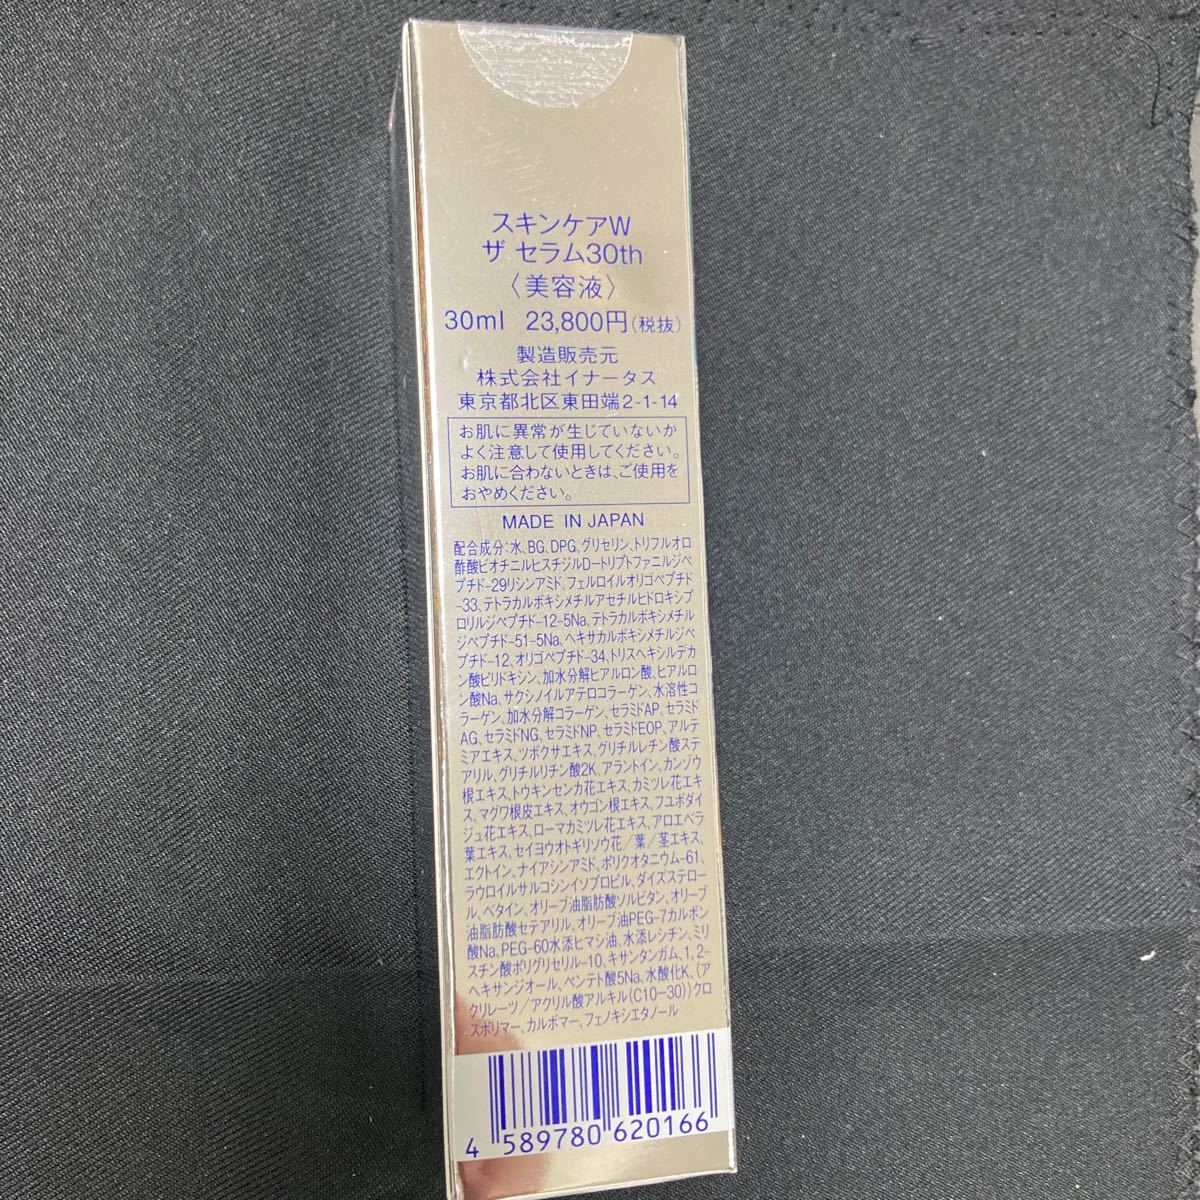 スキンケアW
ザ セラム30th
〈美容液〉
30ml 23,800円(税抜)
製造販売元
株式会社イナータス
東京都北区東田端2-1-14
お肌に異常が生じていないか
よく注意して使用してください。
お肌に合わないときは、ご使用を
おやめください。
MADE IN JAPAN
配合成分:水、BG、DPG、グリセリン、トリフルオロ
酢酸ビオチニルヒスチジルD-トリプトファニルジペ
プチド-29リシンアミド、フェルロイルオリゴペプチド
-33、テトラカルボキシメチルアセチルヒドロキシプ
ロリルジペプチド-12-5Na、テトラカルボキシメチル
ジペプチド-51-5Na、ヘキサカルボキシメチルジペ
プチド-12、オリゴペプチド-34、トリスヘキシルデカ
ン酸ピリドキシン、加水分解ヒアルロン酸、ヒアルロ
ン酸Na、サクシノイルアテロコラーゲン、水溶性コ
ラーゲン、加水分解コラーゲン、セラミドAP、セラミド
AG、セラミドNG、セラミドNP、セラミドEOP、アルテ
ミアエキス、ツボクサエキス、グリチルレチン酸ステ
アリル、グリチルリチン酸2K、アラントイン、カンゾウ
根エキス、トウキンセンカ花エキス、カミツレ花エキ
ス、マグワ根皮エキス、オウゴン根エキス、フユボダイ
ジュ花エキス、ローマカミツレ花エキス、アロエベラ
葉エキス、セイヨウオトギリソウ花/葉/茎エキス、
エクトイン、ナイアシンアミド、ポリクオタニウム-61、
ラウロイルサルコシンイソプロピル、ダイズステロー
ル、ベタイン、オリーブ油脂肪酸ソルビタン、オリーブ
油脂肪酸セテアリル、オリーブ油PEG-7カルボン
酸Na、PEG-60水添ヒマシ油、水添レシチン、ミリ
スチン酸ポリグリセリル-10、キサンタンガム、1,2-
ヘキサンジオール、ペンテト酸5Na、水酸化K、(ア
クリレーツ/アクリル酸アルキル(C10-30))クロ
スポリマー、カルボマー、フェノキシエタノール
4 589780 620166